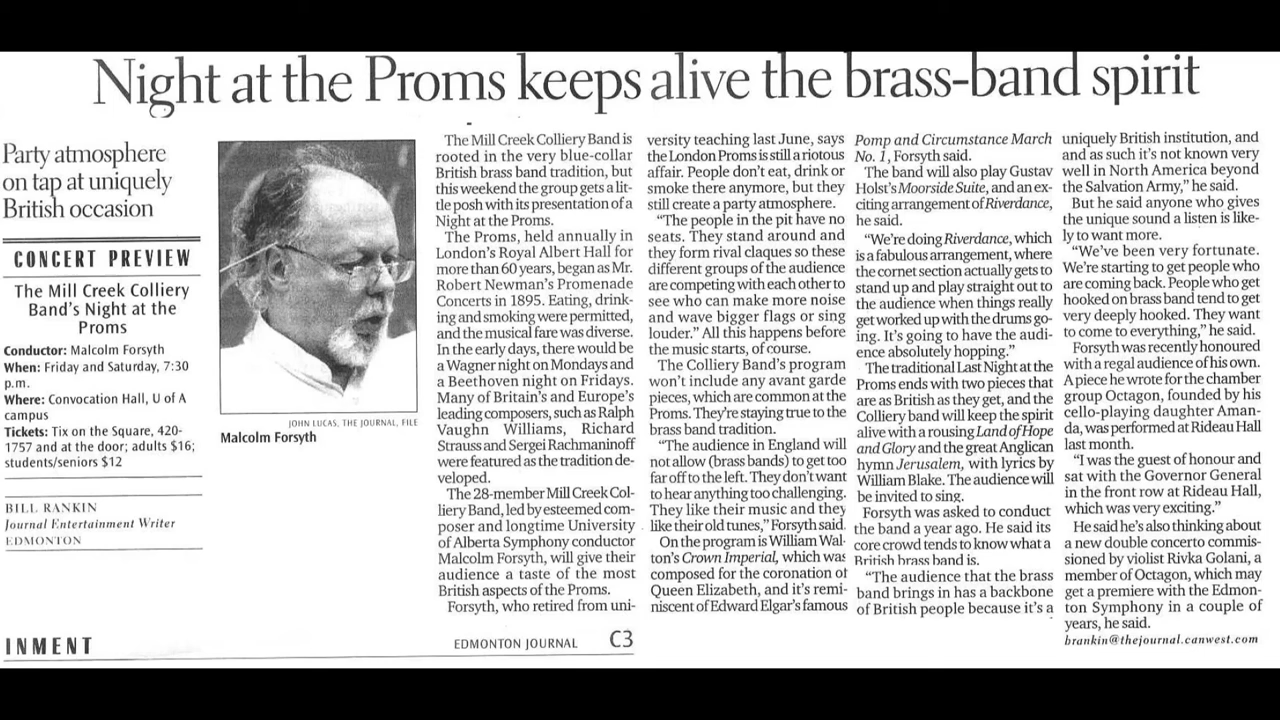 Night at the Proms keeps alive the brass-band spirit
Party atmosphere
on tap at uniquely
British occasion
CONCERT PREVIEW
The Mill Creek Colliery
Band's Night at the
Proms
Conductor: Malcolm Forsyth
When: Friday and Saturday, 7:30
p.m.
Where: Convocation Hall, U of A
campus
Tickets: Tix on the Square, 420-
1757 and at the door; adults $16;
students/seniors $12
BILL RANKIN
Journal Entertainment Writer
EDMONTON
JOHN LUCAS, THE JOURNAL, FILE
Malcolm Forsyth
The Mill Creek Colliery Band is
rooted in the very blue-collar
British brass band tradition, but
this weekend the group gets a lit-
tle posh with its presentation of a
Night at the Proms.
The Proms, held annually in
London's Royal Albert Hall for
more than 60 years, began as Mr.
Robert Newman's Promenade
Concerts in 1895. Eating, drink-
ing and smoking were permitted,
and the musical fare was diverse.
In the early days, there would be
a Wagner night on Mondays and
a Beethoven night on Fridays.
Many of Britain's and Europe's
leading composers, such as Ralph
Vaughn Williams, Richard
Strauss and Sergei Rachmaninoff
were featured as the tradition de-
veloped.
The 28-member Mill Creek Col-
liery Band, led by esteemed com-
poser and longtime University
of Alberta Symphony conductor
Malcolm Forsyth, will give their
audience a taste of the most
British aspects of the Proms.
Forsyth, who retired from uni-
versity teaching last June, says
the London Proms is still a riotous
affair. People don't eat, drink or
smoke there anymore, but they
still create a party atmosphere.
"The people in the pit have no
seats. They stand around and
they form rival claques so these
different groups of the audience
are competing with each other to
see who can make more noise
and wave bigger flags or sing
louder." All this happens before
the music starts, of course.
The Colliery Band's program
won't include any avant garde
pieces, which are common at the
Proms. They're staying true to the
brass band tradition.
"The audience in England will
not allow (brass bands) to get too
far off to the left. They don't want
to hear anything too challenging.
They like their music and they
like their old tunes," Forsyth said.
On the program is William Wal-
ton's Crown Imperial, which was
composed for the coronation of
Queen Elizabeth, and it's remi-
niscent of Edward Elgar's famous
Pomp and Circumstance March
No. 1, Forsyth said.
The band will also play Gustav
Holst's Moorside Suite, and an ex-
citing arrangement of Riverdance,
he said.
"We're doing Riverdance, which
is a fabulous arrangement, where
the cornet section actually gets to
stand up and play straight out to
the audience when things really
get worked up with the drums go-
ing. It's going to have the audi-
ence absolutely hopping."
The traditional Last Night at the
Proms ends with two pieces that
are as British as they get, and the
Colliery band will keep the spirit
alive with a rousing Land of Hope
and Glory and the great Anglican
hymn Jerusalem, with lyrics by
William Blake. The audience will
be invited to sing.
Forsyth was asked to conduct
the band a year ago. He said its
core crowd tends to know what a
British brass band is.
"The audience that the brass
band brings in has a backbone
of British people because it's a
uniquely British institution, and
and as such it's not known very
well in North America beyond
the Salvation Army," he said.
But he said anyone who gives
the unique sound a listen is like-
ly to want more.
"We've been very fortunate.
We're starting to get people who
are coming back. People who get
hooked on brass band tend to get
very deeply hooked. They want
to come to everything," he said.
Forsyth was recently honoured
with a regal audience of his own.
A piece he wrote for the chamber
group Octagon, founded by his
cello-playing daughter Aman-
da, was performed at Rideau Hall
last month.
"I was the guest of honour and
sat with the Governor General
in the front row at Rideau Hall,
which was very exciting."
He said he's also thinking about
a new double concerto commis-
sioned by violist Rivka Golani, a
member of Octagon, which may
get a premiere with the Edmon-
ton Symphony in a couple of
years, he said.
brankin@thejournal.canwest.com
INMENT
EDMONTON JOURNAL C3